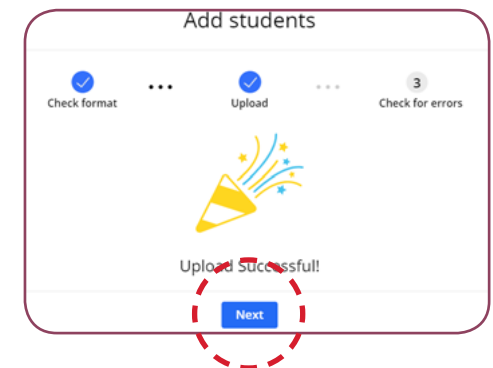 Add students
3
Check format ... Upload ... Check for errors
Upload Successful!
Next